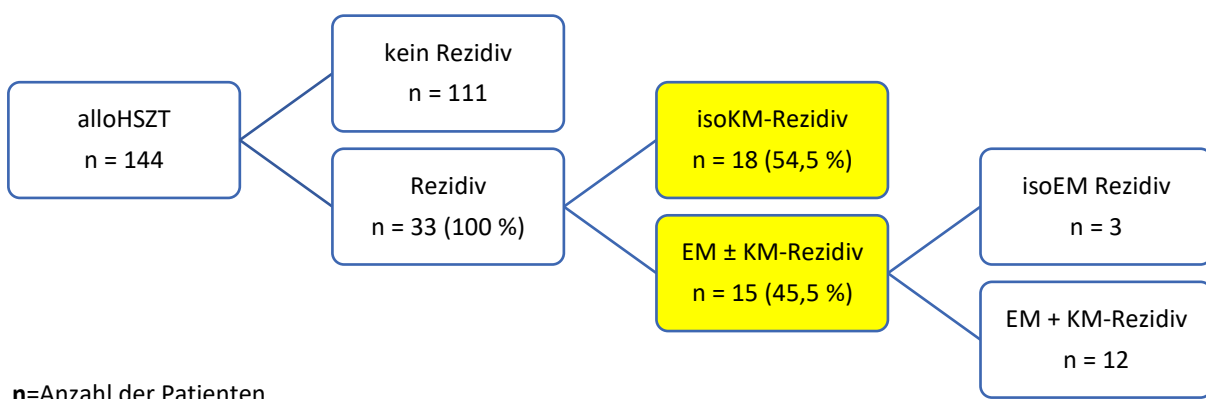 alloHSZT
n = 144
kein Rezidiv
n = 111
Rezidiv
n = 33 (100 %)
isoKM-Rezidiv
n = 18 (54,5 %)
EM ± KM-Rezidiv
n = 15 (45,5 %)
isoEM Rezidiv
n = 3
EM + KM-Rezidiv
n = 12
n=Anzahl der Patienten